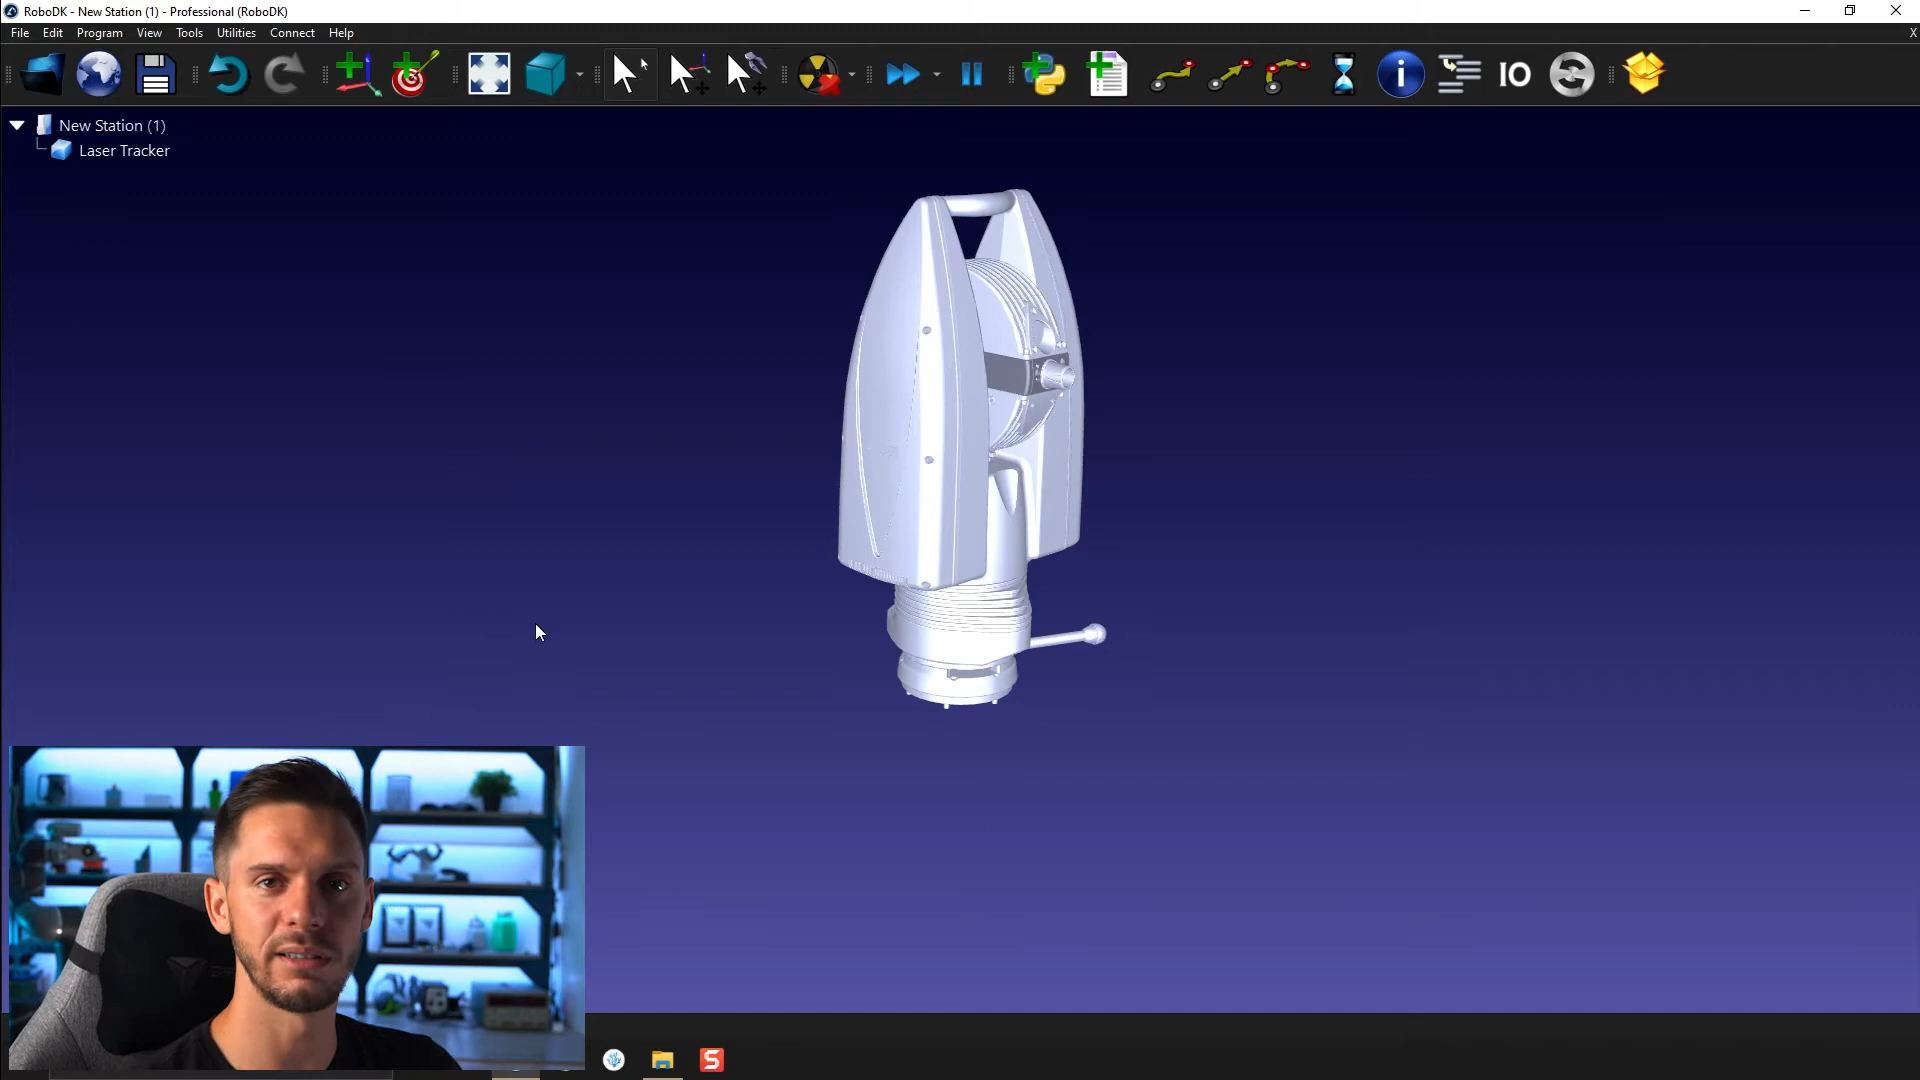 RoboDK - New Station (1) - Professional (RoboDK)
File Edit Program View Tools Utilities Connect Help X
IO
New Station (1)
Laser Tracker
S